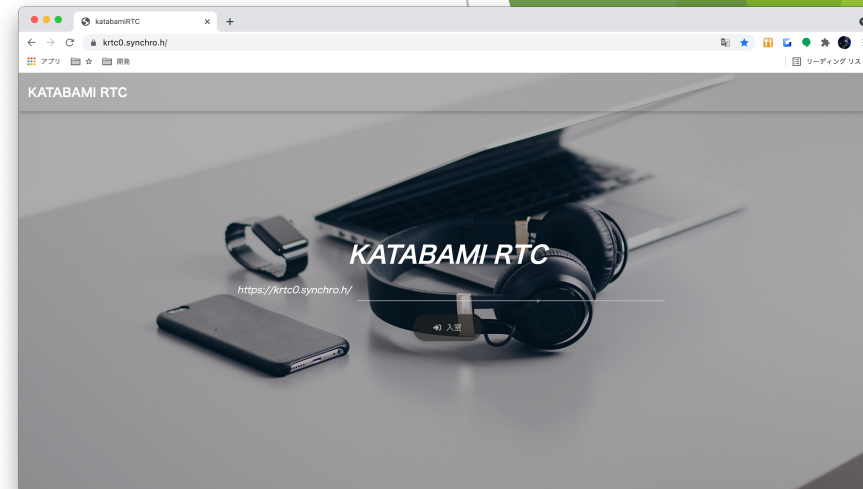 katabamiRTC
krtc0.synchro.h/
アプリ 開発 リーディング リス
KATABAMI RTC
KATABAMI RTC
https://krtc0.synchro.h/
入室